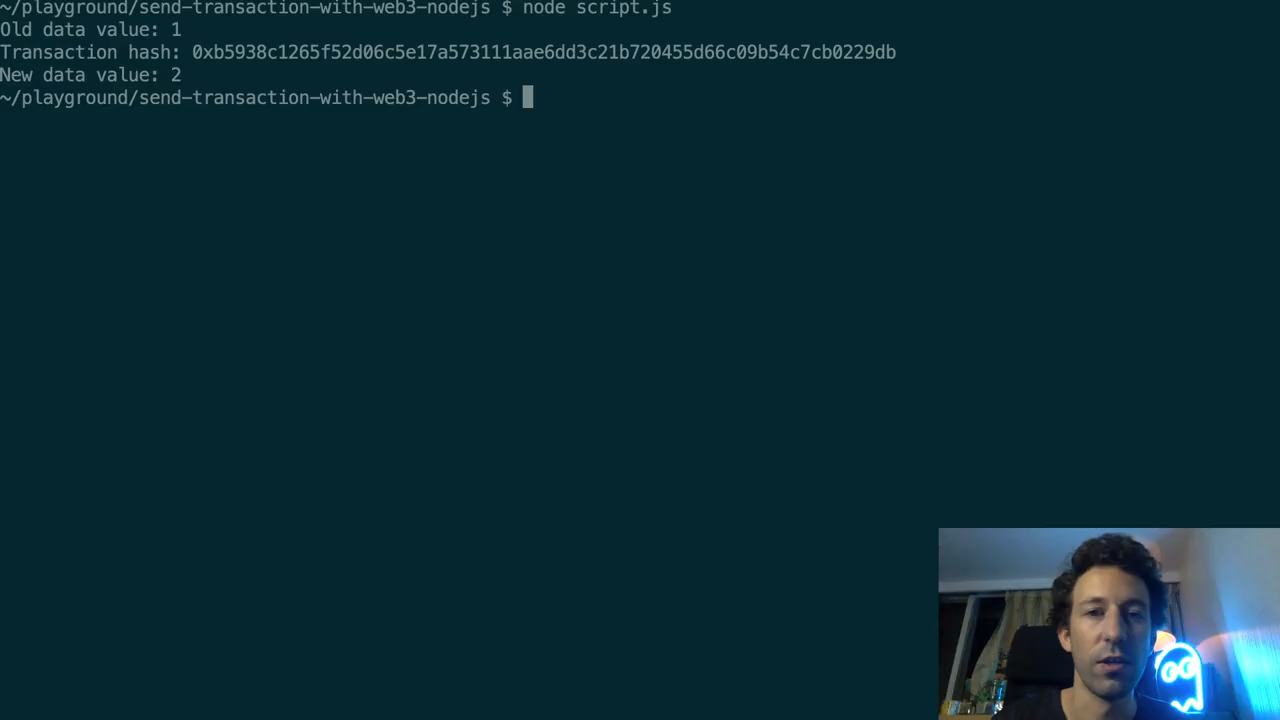 ~/playground/send-transaction-with-web3-nodejs $ node script.js
Old data value: 1
Transaction hash: 0xb5938c1265f52d06c5e17a573111aae6dd3c21b720455d66c09b54c7cb0229db
New data value: 2
~/playground/send-transaction-with-web3-nodejs $